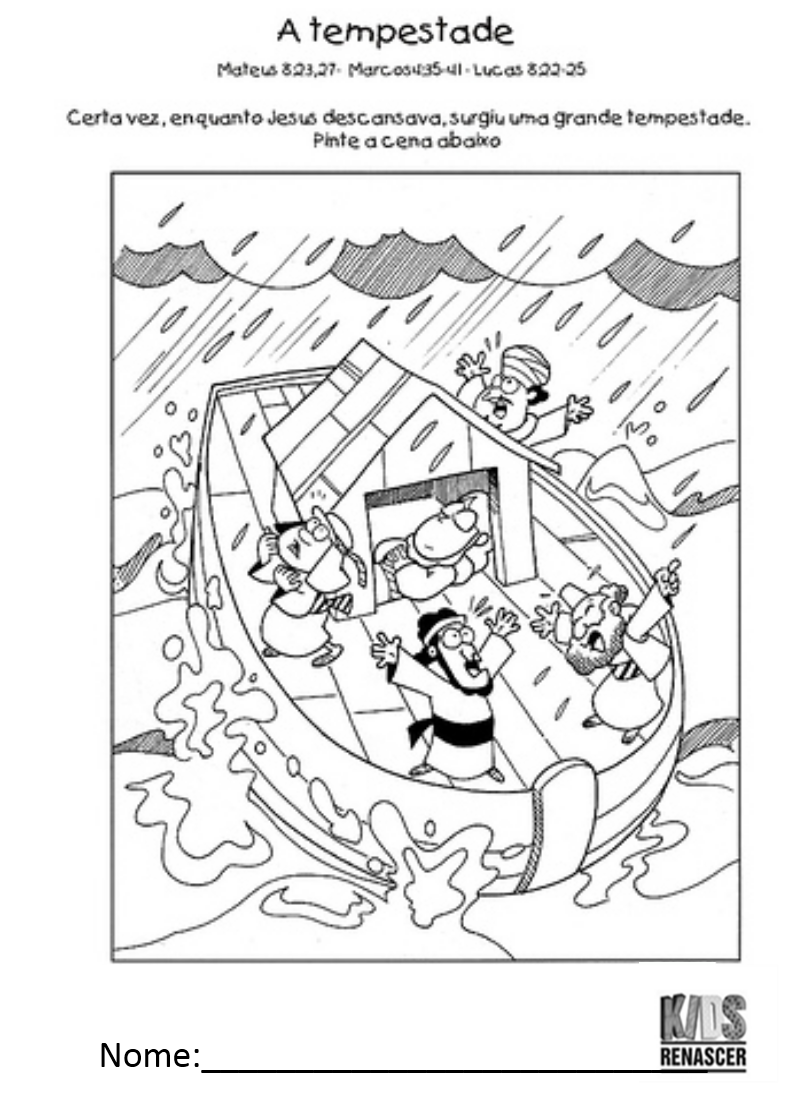 A tempestade
Mateus 8:23,27- Marcos4:35-41-Lucas 8:22-25
Certa vez, enquanto Jesus descansava, surgiu uma grande tempestade.
Pinte a cena abaixo
Nome:
KIDS
RENASCER